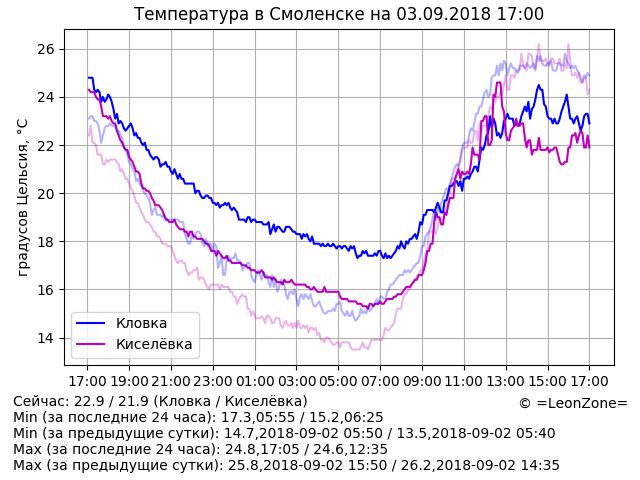 Температура в Смоленске на 03.09.2018 17:00
26
24
22
20
18
16
14
градусов Цельсия, °С
Кловка
Киселёвка
17:00 19:00 21:00 23:00 01:00 03:00 05:00 07:00 09:00 11:00 13:00 15:00 17:00
Сейчас: 22.9 / 21.9 (Кловка / Киселёвка)
© =LeonZone=
Min (за последние 24 часа): 17.3,05:55 / 15.2,06:25
Min (за предыдущие сутки): 14.7,2018-09-02 05:50 / 13.5,2018-09-02 05:40
Max (за последние 24 часа): 24.8,17:05 / 24.6,12:35
Max (за предыдущие сутки): 25.8,2018-09-02 15:50 / 26.2,2018-09-02 14:35